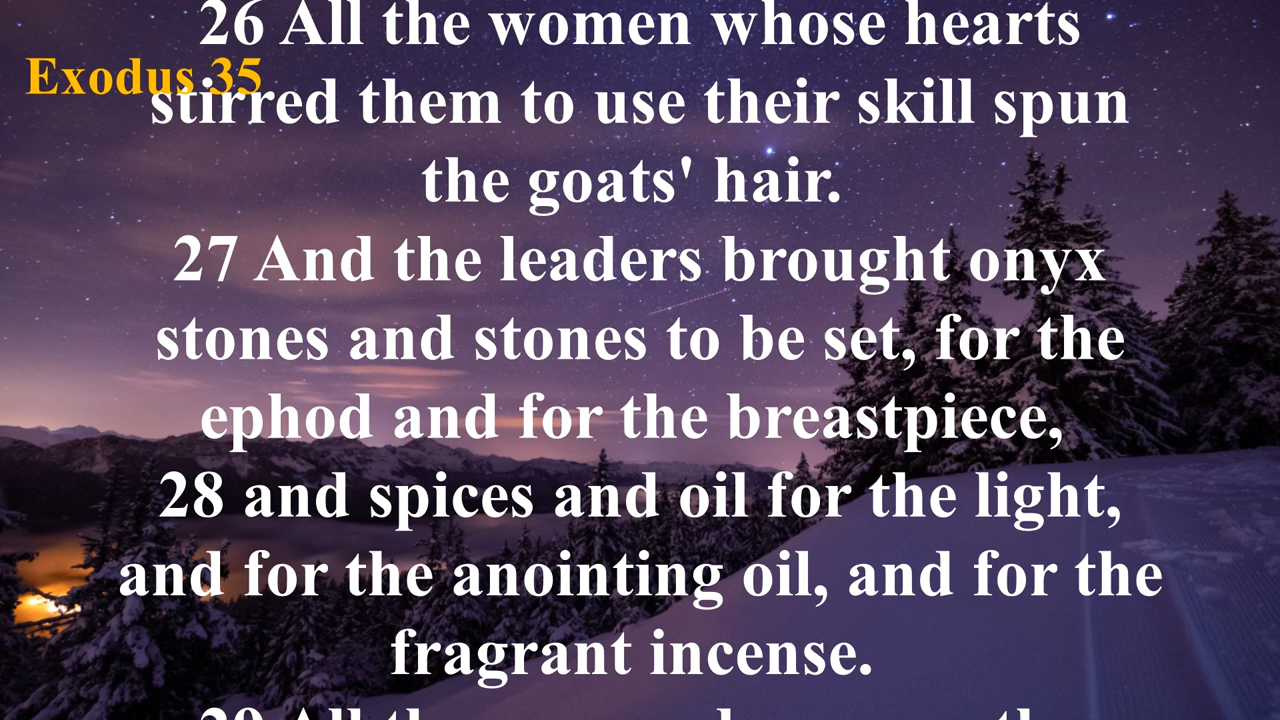 26 All the women whose hearts
Exodus 35
stirred them to use their skill spun
the goats' hair.
27 And the leaders brought onyx
stones and stones to be set, for the
ephod and for the breastpiece,
28 and spices and oil for the light,
and for the anointing oil, and for the
fragrant incense.